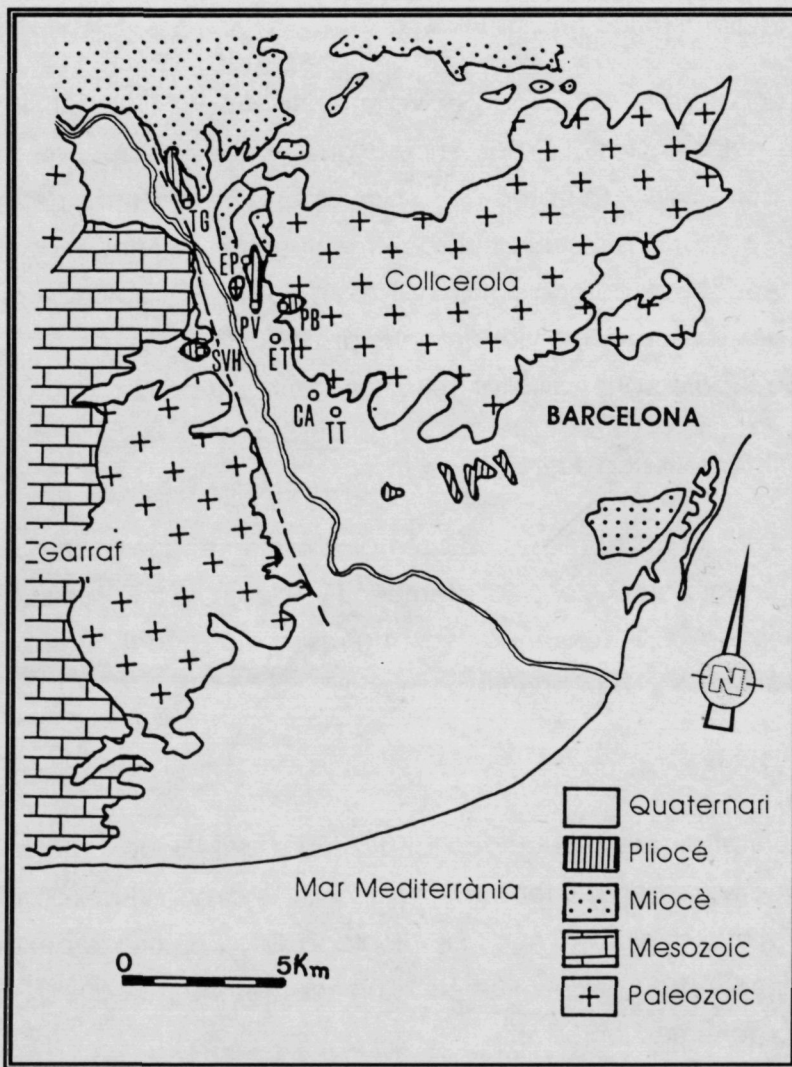 TG
EP
Collcerola
PV
PB
SVH
ET
CA
TT
BARCELONA
Garraf
N
Quaternari
Pliocé
Miocè
Mesozoic
Paleozoic
Mar Mediterrània
0 5Km